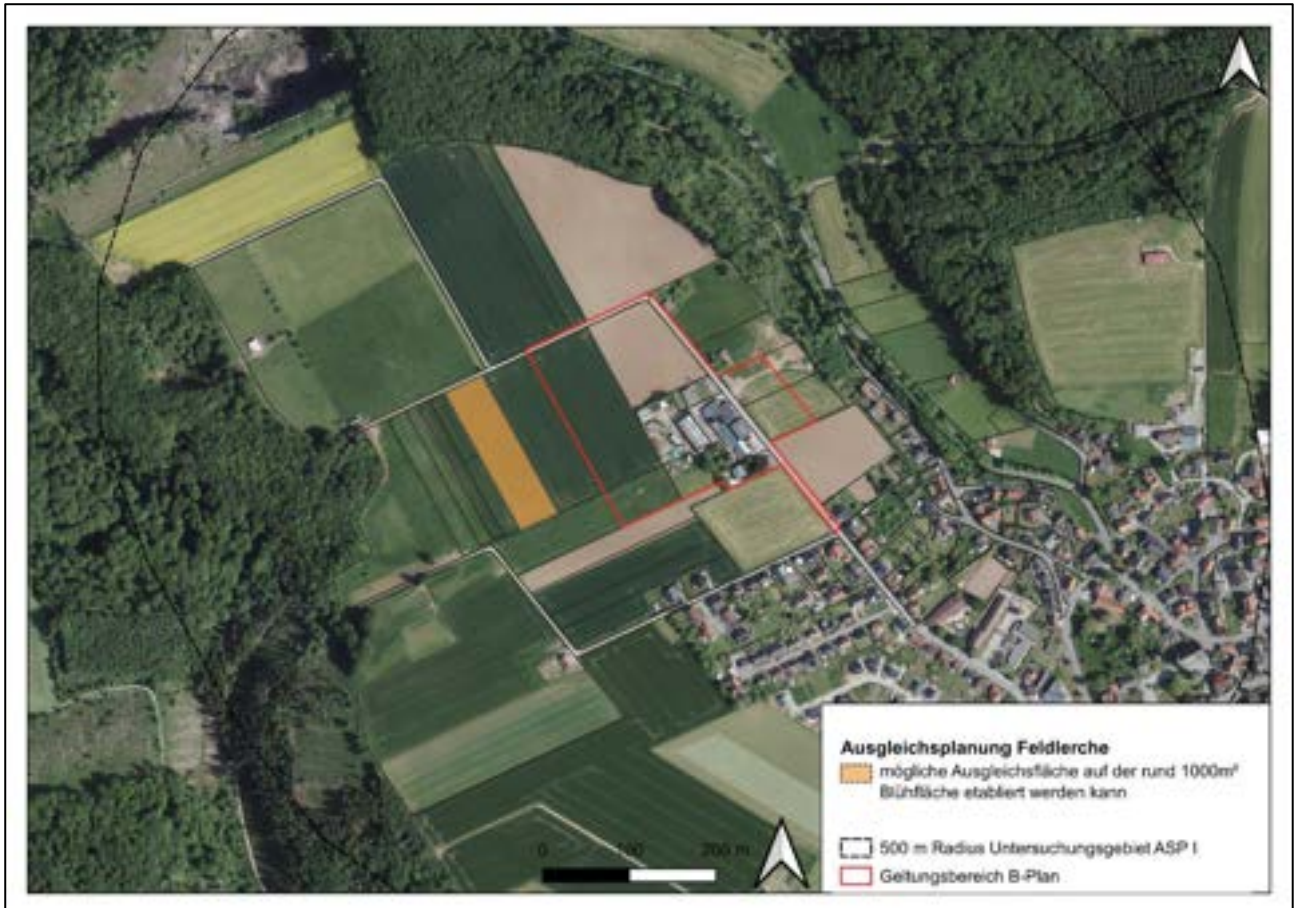 0 100 200 m
Ausgleichsplanung Feldlerche
mögliche Ausgleichsfläche auf der rund 1000m²
Blühfläche etabliert werden kann
500 m Radius Untersuchungsgebiet ASP I
Geltungsbereich B-Plan